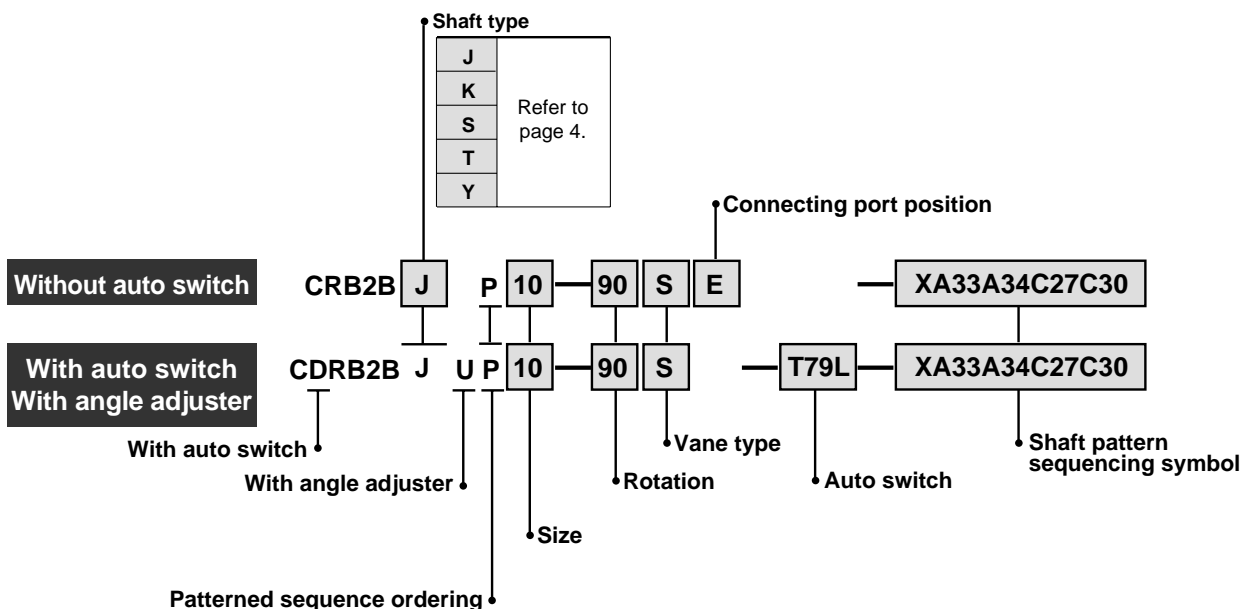 Shaft type
J
K
S
T
Y
Refer to
page 4.
Connecting port position
Without auto switch
CRB2B J P 10 — 90 S E — XA33A34C27C30
With auto switch
With angle adjuster
CDRB2B J U P 10 — 90 S — T79L — XA33A34C27C30
With auto switch
With angle adjuster
Vane type
Rotation
Auto switch
Shaft pattern
sequencing symbol
Size
Patterned sequence ordering